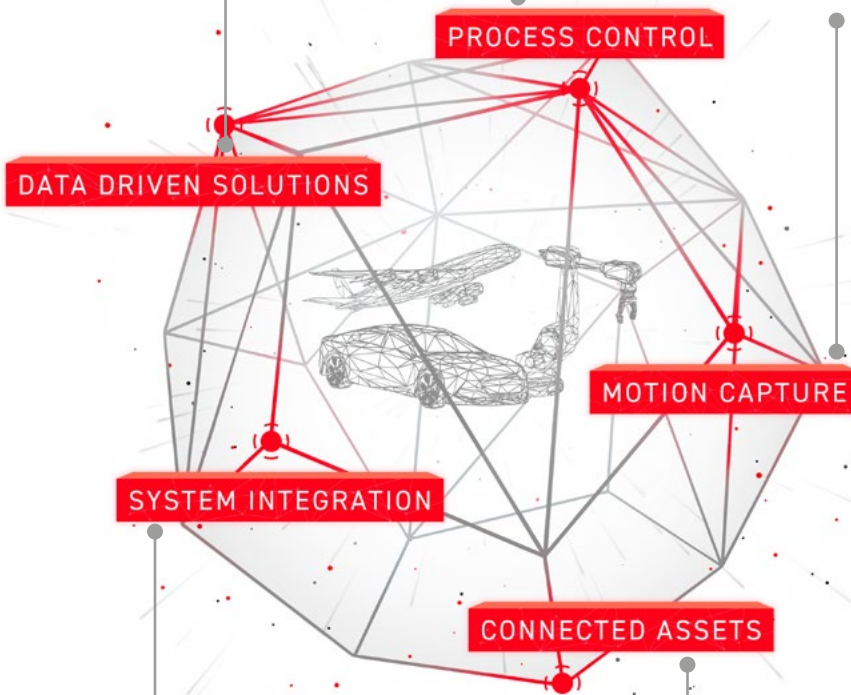 PROCESS CONTROL
DATA DRIVEN SOLUTIONS
MOTION CAPTURE
SYSTEM INTEGRATION
CONNECTED ASSETS